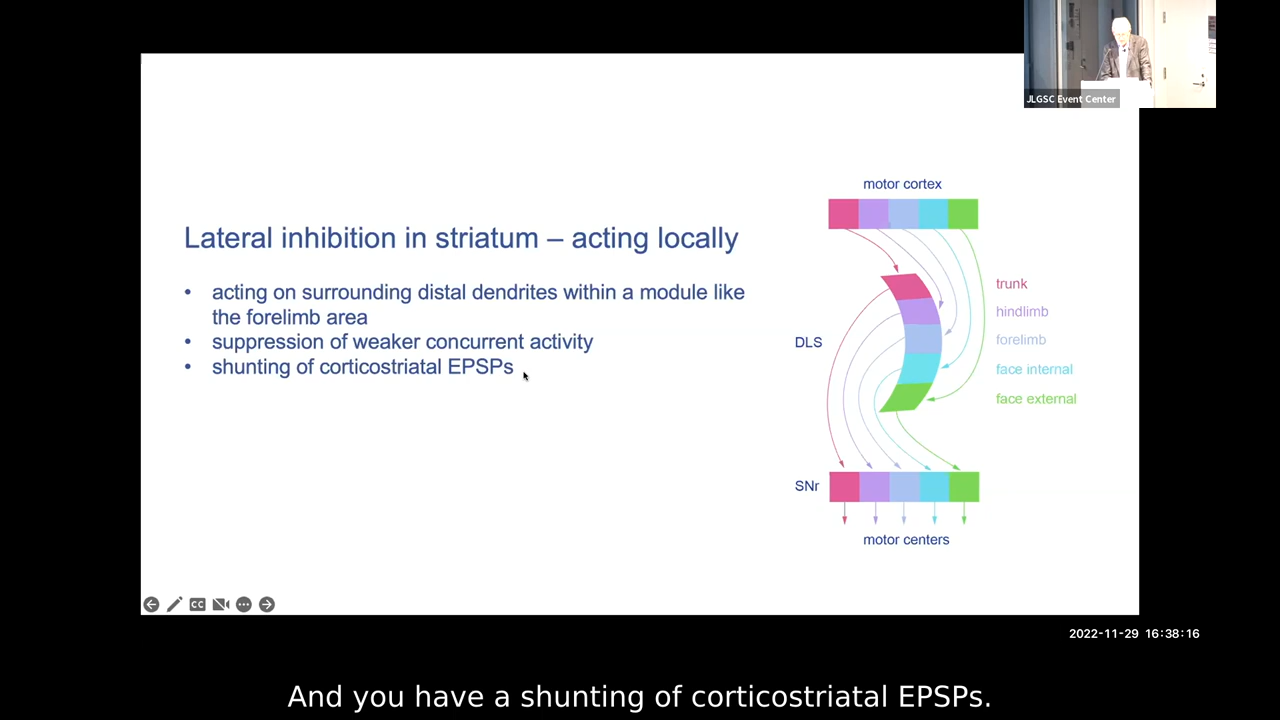 JLGSC Event Center
Lateral inhibition in striatum – acting locally
• acting on surrounding distal dendrites within a module like
the forelimb area
• suppression of weaker concurrent activity
• shunting of corticostriatal EPSPs
motor cortex
trunk
hindlimb
DLS
forelimb
face internal
face external
SNr
motor centers
CC
2022-11-29 16:38:16
And you have a shunting of corticostriatal EPSPs.